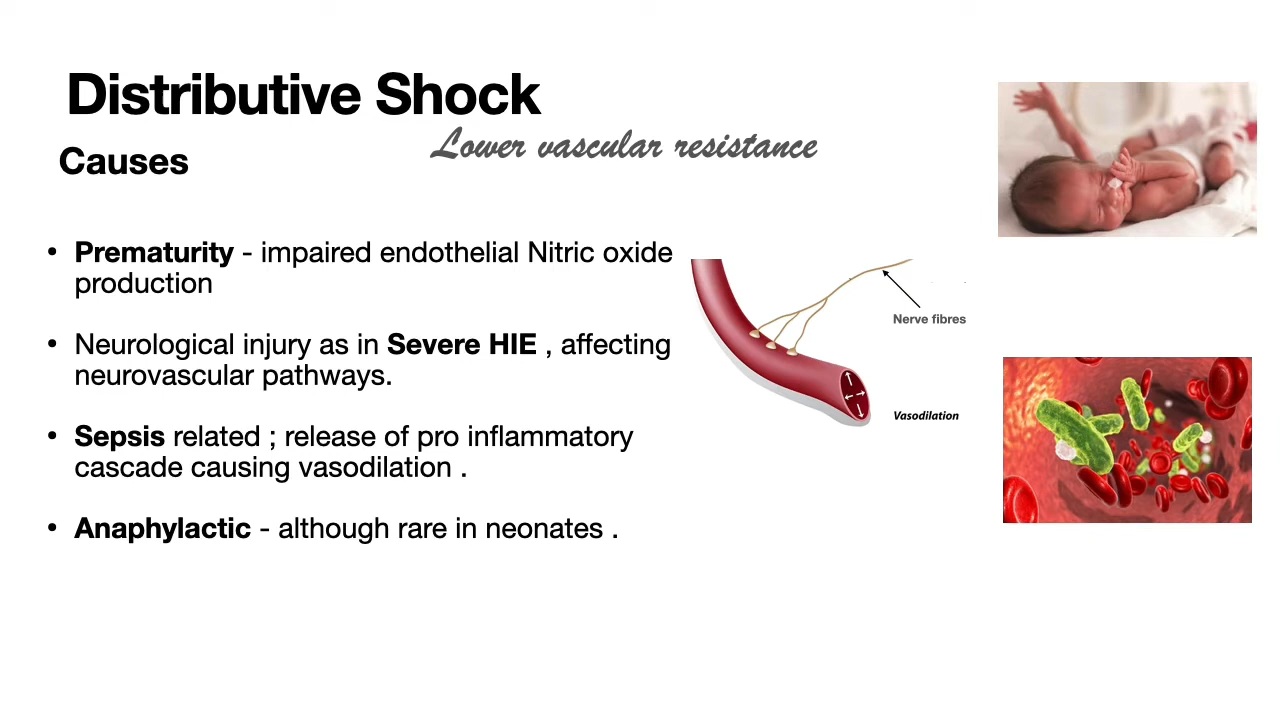 Distributive Shock
Lower vascular resistance
Causes
• Prematurity - impaired endothelial Nitric oxide
production
• Neurological injury as in Severe HIE , affecting
neurovascular pathways.
• Sepsis related ; release of pro inflammatory
cascade causing vasodilation .
• Anaphylactic - although rare in neonates .
Nerve fibres
Vasodilation